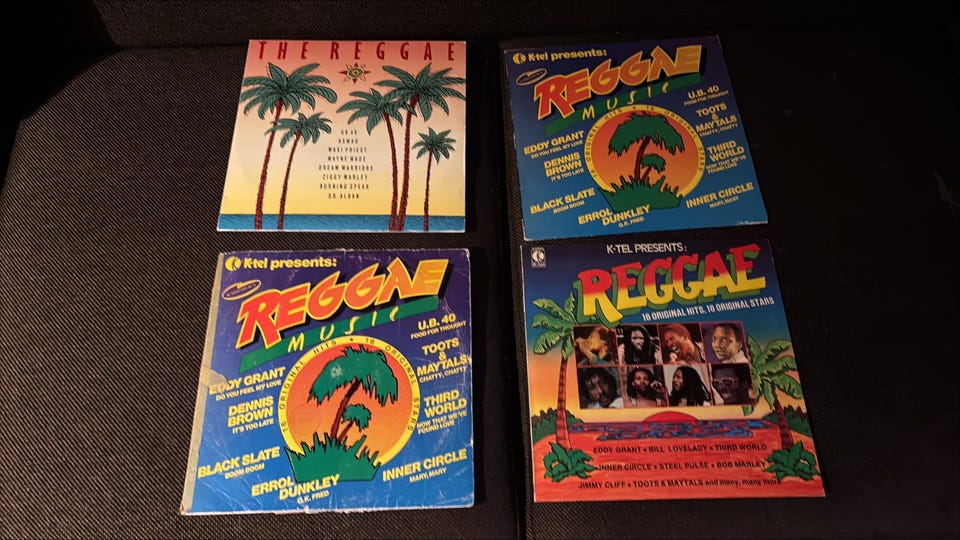 THE REGGAE
UB 40
ASWAD
MAXI PRIEST
WAYNE WADE
DREAM WARRIORS
ZIGGY MARLEY
BURNING SPEAR
DR. ALBAN
K-tel presents:
REGGAE
MUSIC
16 ORIGINAL HITS • 16 ORIGINAL STARS
U.B. 40
FOOD FOR THOUGHT
TOOTS
&
MAYTALS
CHATTY, CHATTY
EDDY GRANT
DO YOU FEEL MY LOVE
DENNIS
BROWN
IT'S TOO LATE
THIRD
WORLD
NOW THAT WE'VE
FOUND LOVE
BLACK SLATE
BOOM BOOM
INNER CIRCLE
MARY, MARY
ERROL
DUNKLEY
O.K. FRED
K-tel presents:
REGGAE
MUSIC
16 ORIGINAL HITS • 16 ORIGINAL STARS
U.B. 40
FOOD FOR THOUGHT
TOOTS
&
MAYTALS
CHATTY, CHATTY
EDDY GRANT
DO YOU FEEL MY LOVE
DENNIS
BROWN
IT'S TOO LATE
THIRD
WORLD
NOW THAT WE'VE
FOUND LOVE
BLACK SLATE
BOOM BOOM
INNER CIRCLE
MARY, MARY
ERROL
DUNKLEY
O.K. FRED
K-TEL PRESENTS:
REGGAE
16 ORIGINAL HITS, 16 ORIGINAL STARS
EDDY GRANT • BILL LOVELADY • THIRD WORLD
INNER CIRCLE • STEEL PULSE • BOB MARLEY
JIMMY CLIFF • TOOTS & MAYTALS and many, many more